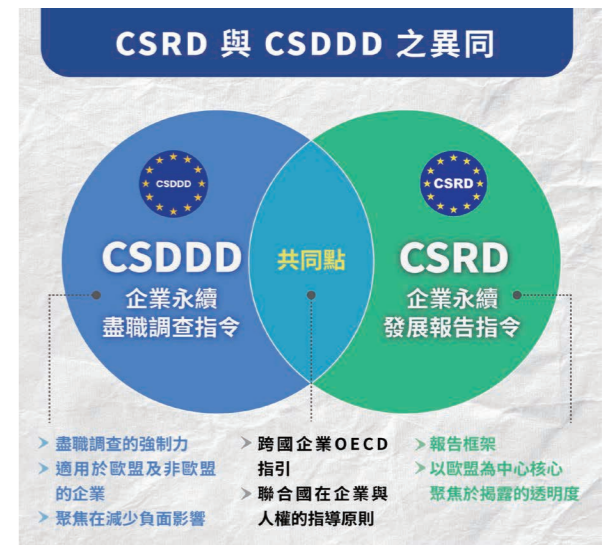 CSRD 與 CSDDD 之異同
CSDDD
CSDDD
企業永續
盡職調查指令
共同點
CSRD
CSRD
企業永續
發展報告指令
盡職調查的強制力
適用於歐盟及非歐盟
的企業
聚焦在減少負面影響
跨國企業OECD
指引
聯合國在企業與
人權的指導原則
報告框架
以歐盟為中心核心
聚焦於揭露的透明度